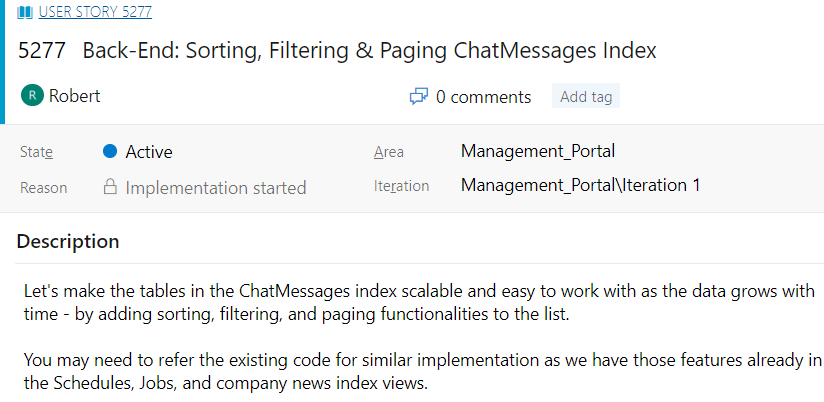 USER STORY 5277
5277 Back-End: Sorting, Filtering & Paging ChatMessages Index
R Robert 0 comments Add tag
State Active Area Management_Portal
Reason Implementation started Iteration Management_Portal\Iteration 1
Description
Let's make the tables in the ChatMessages index scalable and easy to work with as the data grows with
time - by adding sorting, filtering, and paging functionalities to the list.
You may need to refer the existing code for similar implementation as we have those features already in
the Schedules, Jobs, and company news index views.